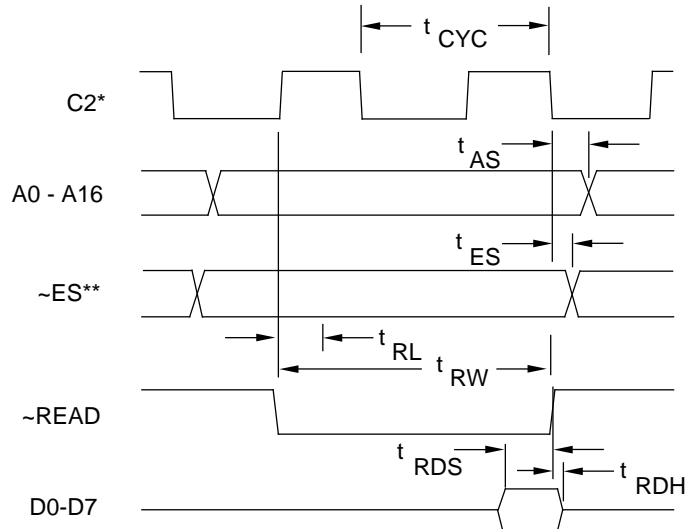 t CYC
C2*
t AS
A0 - A16
t ES
~ES**
t RL
t RW
~READ
t RDS
t RDH
D0-D7